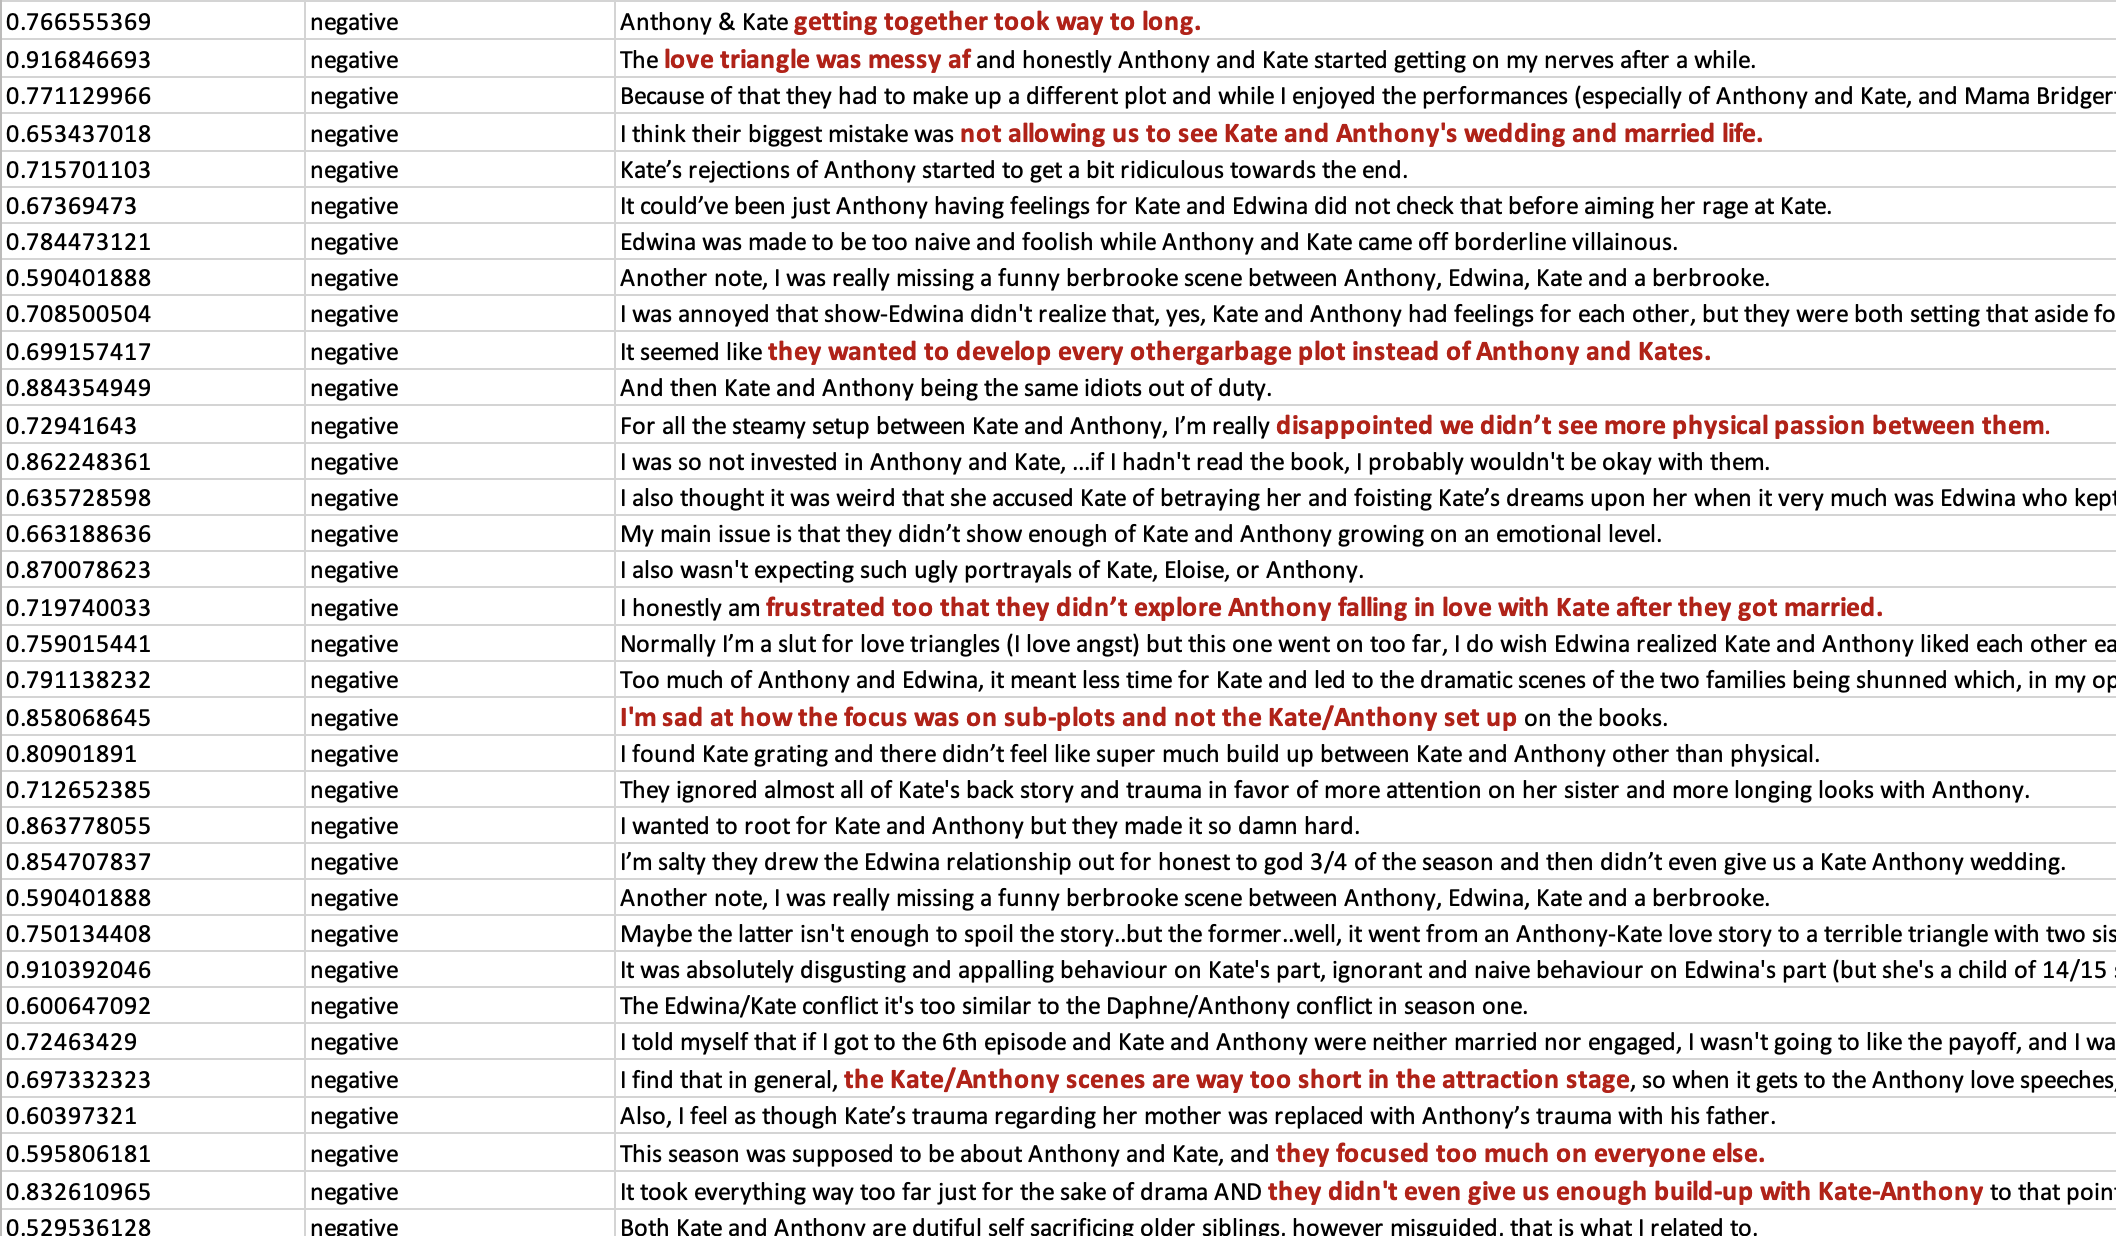 0.766555369 negative Anthony & Kate getting together took way to long.
0.916846693 negative The love triangle was messy af and honestly Anthony and Kate started getting on my nerves after a while.
0.771129966 negative Because of that they had to make up a different plot and while I enjoyed the performances (especially of Anthony and Kate, and Mama Bridger
0.653437018 negative I think their biggest mistake was not allowing us to see Kate and Anthony's wedding and married life.
0.715701103 negative Kate’s rejections of Anthony started to get a bit ridiculous towards the end.
0.67369473 negative It could’ve been just Anthony having feelings for Kate and Edwina did not check that before aiming her rage at Kate.
0.784473121 negative Edwina was made to be too naive and foolish while Anthony and Kate came off borderline villainous.
0.590401888 negative Another note, I was really missing a funny berbrooke scene between Anthony, Edwina, Kate and a berbrooke.
0.708500504 negative I was annoyed that show-Edwina didn't realize that, yes, Kate and Anthony had feelings for each other, but they were both setting that aside fo
0.699157417 negative It seemed like they wanted to develop every othergarbage plot instead of Anthony and Kates.
0.884354949 negative And then Kate and Anthony being the same idiots out of duty.
0.72941643 negative For all the steamy setup between Kate and Anthony, I’m really disappointed we didn’t see more physical passion between them.
0.862248361 negative I was so not invested in Anthony and Kate, ...if I hadn't read the book, I probably wouldn't be okay with them.
0.635728598 negative I also thought it was weird that she accused Kate of betraying her and foisting Kate’s dreams upon her when it very much was Edwina who kept
0.663188636 negative My main issue is that they didn’t show enough of Kate and Anthony growing on an emotional level.
0.870078623 negative I also wasn't expecting such ugly portrayals of Kate, Eloise, or Anthony.
0.719740033 negative I honestly am frustrated too that they didn’t explore Anthony falling in love with Kate after they got married.
0.759015441 negative Normally I’m a slut for love triangles (I love angst) but this one went on too far, I do wish Edwina realized Kate and Anthony liked each other ea
0.791138232 negative Too much of Anthony and Edwina, it meant less time for Kate and led to the dramatic scenes of the two families being shunned which, in my op
0.858068645 negative I'm sad at how the focus was on sub-plots and not the Kate/Anthony set up on the books.
0.80901891 negative I found Kate grating and there didn’t feel like super much build up between Kate and Anthony other than physical.
0.712652385 negative They ignored almost all of Kate's back story and trauma in favor of more attention on her sister and more longing looks with Anthony.
0.863778055 negative I wanted to root for Kate and Anthony but they made it so damn hard.
0.854707837 negative I’m salty they drew the Edwina relationship out for honest to god 3/4 of the season and then didn’t even give us a Kate Anthony wedding.
0.590401888 negative Another note, I was really missing a funny berbrooke scene between Anthony, Edwina, Kate and a berbrooke.
0.750134408 negative Maybe the latter isn't enough to spoil the story..but the former..well, it went from an Anthony-Kate love story to a terrible triangle with two sis
0.910392046 negative It was absolutely disgusting and appalling behaviour on Kate's part, ignorant and naive behaviour on Edwina's part (but she's a child of 14/15
0.600647092 negative The Edwina/Kate conflict it's too similar to the Daphne/Anthony conflict in season one.
0.72463429 negative I told myself that if I got to the 6th episode and Kate and Anthony were neither married nor engaged, I wasn't going to like the payoff, and I wa
0.697332323 negative I find that in general, the Kate/Anthony scenes are way too short in the attraction stage, so when it gets to the Anthony love speeches,
0.60397321 negative Also, I feel as though Kate’s trauma regarding her mother was replaced with Anthony’s trauma with his father.
0.595806181 negative This season was supposed to be about Anthony and Kate, and they focused too much on everyone else.
0.832610965 negative It took everything way too far just for the sake of drama AND they didn't even give us enough build-up with Kate-Anthony to that poin
0.529536128 negative Both Kate and Anthony are dutiful self sacrificing older siblings, however misguided, that is what I related to.